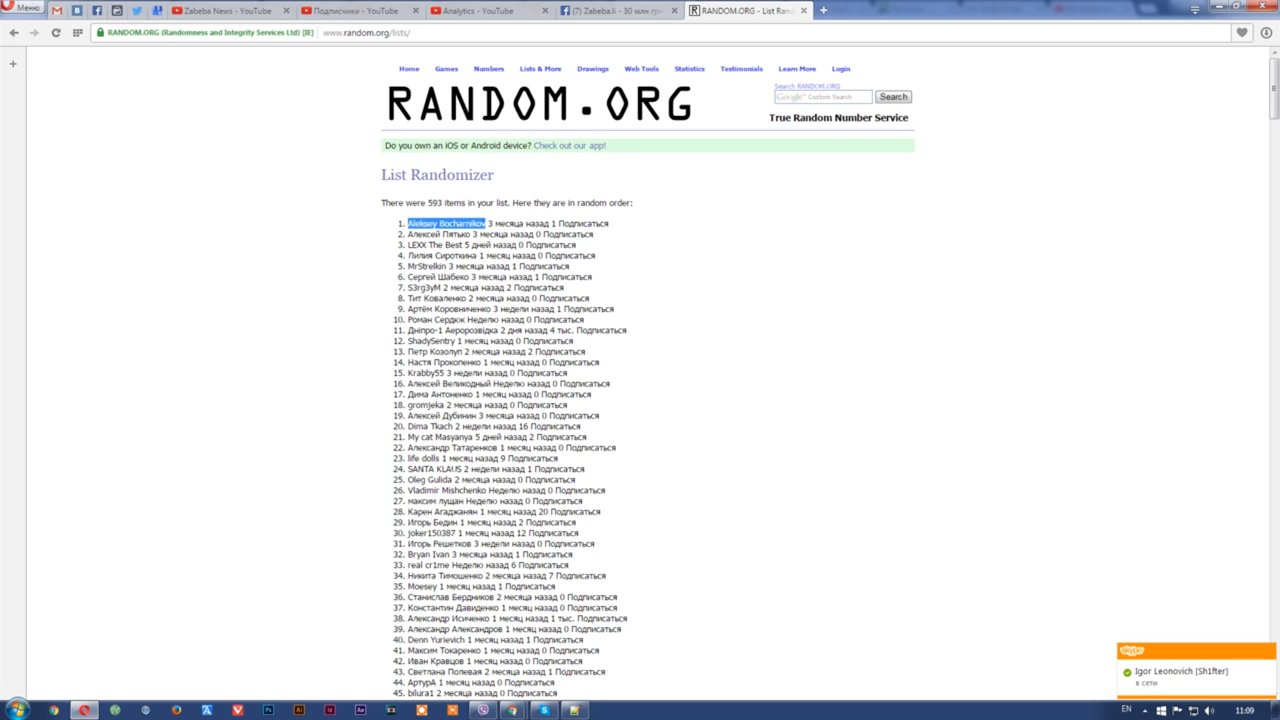 Меню
Zabeba News - YouTube
Подписчики - YouTube
Analytics - YouTube
(7) Zabeba.li - 30 млн гр
RANDOM.ORG - List Rand
RANDOM.ORG (Randomness and Integrity Services Ltd) [IE]
www.random.org/lists/
Home Games Numbers Lists & More Drawings Web Tools Statistics Testimonials Learn More Login
RANDOM.ORG
Search RANDOM.ORG
Google™ Custom Search
Search
True Random Number Service
Do you own an iOS or Android device? Check out our app!
List Randomizer
There were 593 items in your list. Here they are in random order:
1. Aleksey Bocharnikov 3 месяца назад 1 Подписаться
2. Алексей Пятько 3 месяца назад 0 Подписаться
3. LEXX The Best 5 дней назад 0 Подписаться
4. Лилия Сироткина 1 месяц назад 0 Подписаться
5. MrStrelkin 3 месяца назад 1 Подписаться
6. Сергей Шабеко 3 месяца назад 1 Подписаться
7. S3rg3yM 2 месяца назад 2 Подписаться
8. Тит Коваленко 2 месяца назад 0 Подписаться
9. Артём Коровниченко 3 недели назад 1 Подписаться
10. Роман Сердюк Неделю назад 0 Подписаться
11. Дніпро-1 Аеророзвідка 2 дня назад 4 тыс. Подписаться
12. ShadySentry 1 месяц назад 0 Подписаться
13. Петр Козолуп 2 месяца назад 2 Подписаться
14. Настя Прокопенко 1 месяц назад 0 Подписаться
15. Krabby55 3 недели назад 0 Подписаться
16. Алексей Великодный Неделю назад 0 Подписаться
17. Дима Антоненко 1 месяц назад 0 Подписаться
18. gromjeka 2 месяца назад 0 Подписаться
19. Алексей Дубинин 3 месяца назад 0 Подписаться
20. Dima Tkach 2 недели назад 16 Подписаться
21. My cat Masyanya 5 дней назад 2 Подписаться
22. Александр Татаренков 1 месяц назад 0 Подписаться
23. life dolls 1 месяц назад 9 Подписаться
24. SANTA KLAUS 2 недели назад 1 Подписаться
25. Oleg Gulida 2 месяца назад 0 Подписаться
26. Vladimir Mishchenko Неделю назад 0 Подписаться
27. максим лущан Неделю назад 0 Подписаться
28. Карен Агаджанян 1 месяц назад 20 Подписаться
29. Игорь Бедин 1 месяц назад 2 Подписаться
30. joker150387 1 месяц назад 12 Подписаться
31. Игорь Решетков 3 недели назад 0 Подписаться
32. Bryan Ivan 3 месяца назад 1 Подписаться
33. real cr1me Неделю назад 6 Подписаться
34. Никита Тимошенко 2 месяца назад 7 Подписаться
35. Moesey 1 месяц назад 1 Подписаться
36. Станислав Бердников 2 месяца назад 0 Подписаться
37. Константин Давиденко 1 месяц назад 0 Подписаться
38. Александр Исиченко 1 месяц назад 1 тыс. Подписаться
39. Александр Александров 1 месяц назад 0 Подписаться
40. Denn Yurievich 1 месяц назад 1 Подписаться
41. Максим Токаренко 1 месяц назад 0 Подписаться
42. Иван Кравцов 1 месяц назад 0 Подписаться
43. Светлана Полевая 2 месяца назад 1 Подписаться
44. АртурА 1 месяц назад 0 Подписаться
45. bilura1 2 месяца назад 0 Подписаться
skype
Igor Leonovich [Sh1fter]
в сети
EN
11:09